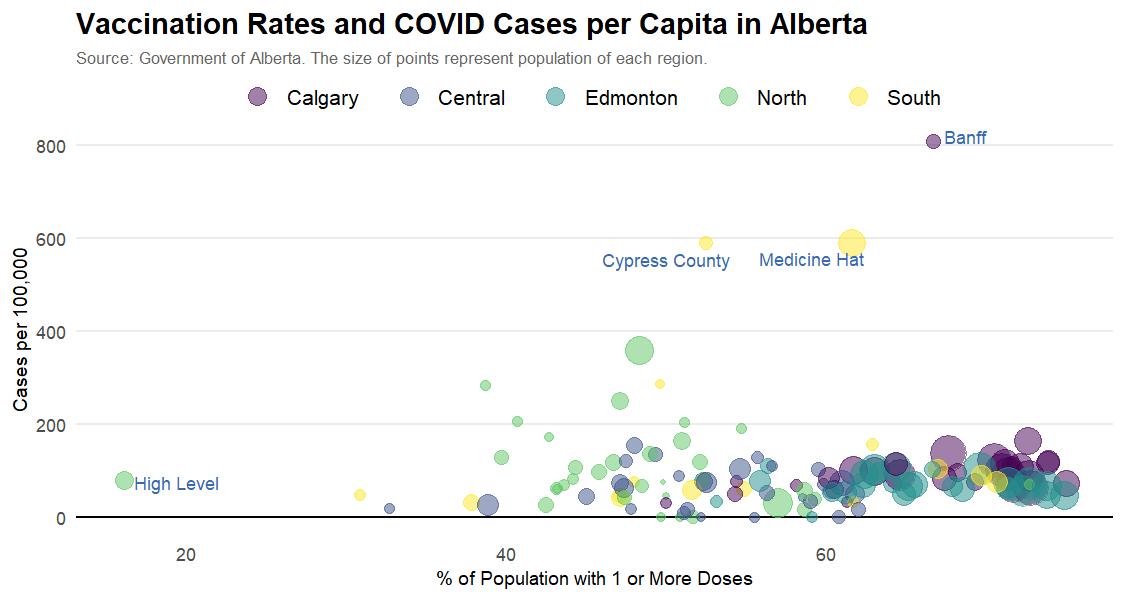 Vaccination Rates and COVID Cases per Capita in Alberta
Source: Government of Alberta. The size of points represent population of each region.
Calgary Central Edmonton North South
800
600
400
200
0
Cases per 100,000
Banff
Cypress County
Medicine Hat
High Level
20 40 60
% of Population with 1 or More Doses